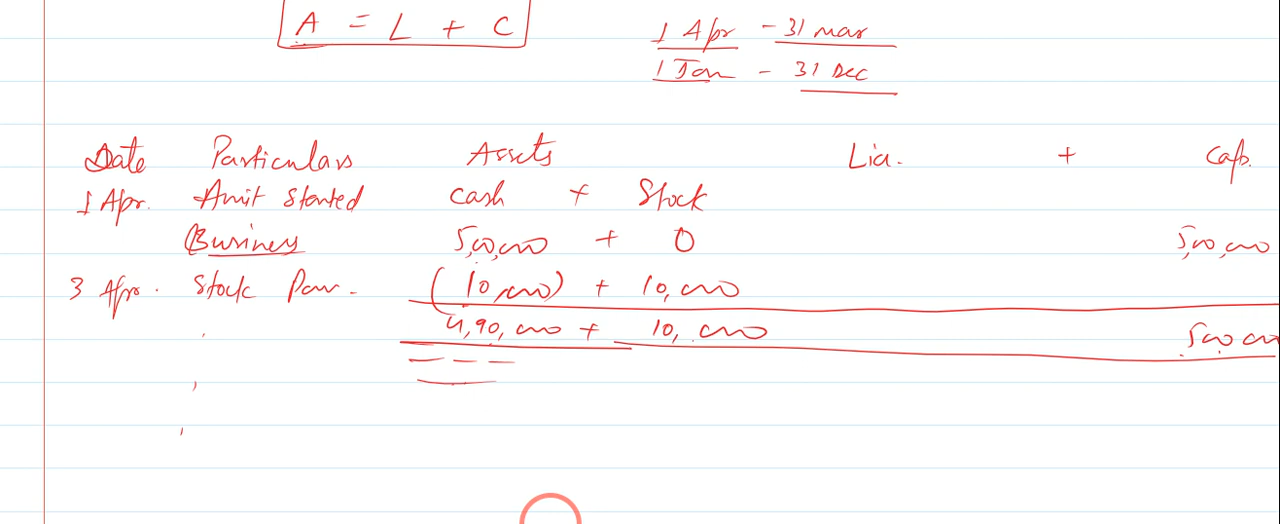 A = L + C
1 Apr - 31 mar
1 Jan - 31 Dec
Date Particulars Assets Lia. + Cap.
1 Apr. Amit Started Cash + Stock
Business 5,00,000 + 0 5,00,000
3 Apr. Stock Pur. (10,000) + 10,000
4,90,000 + 10,000 500,000